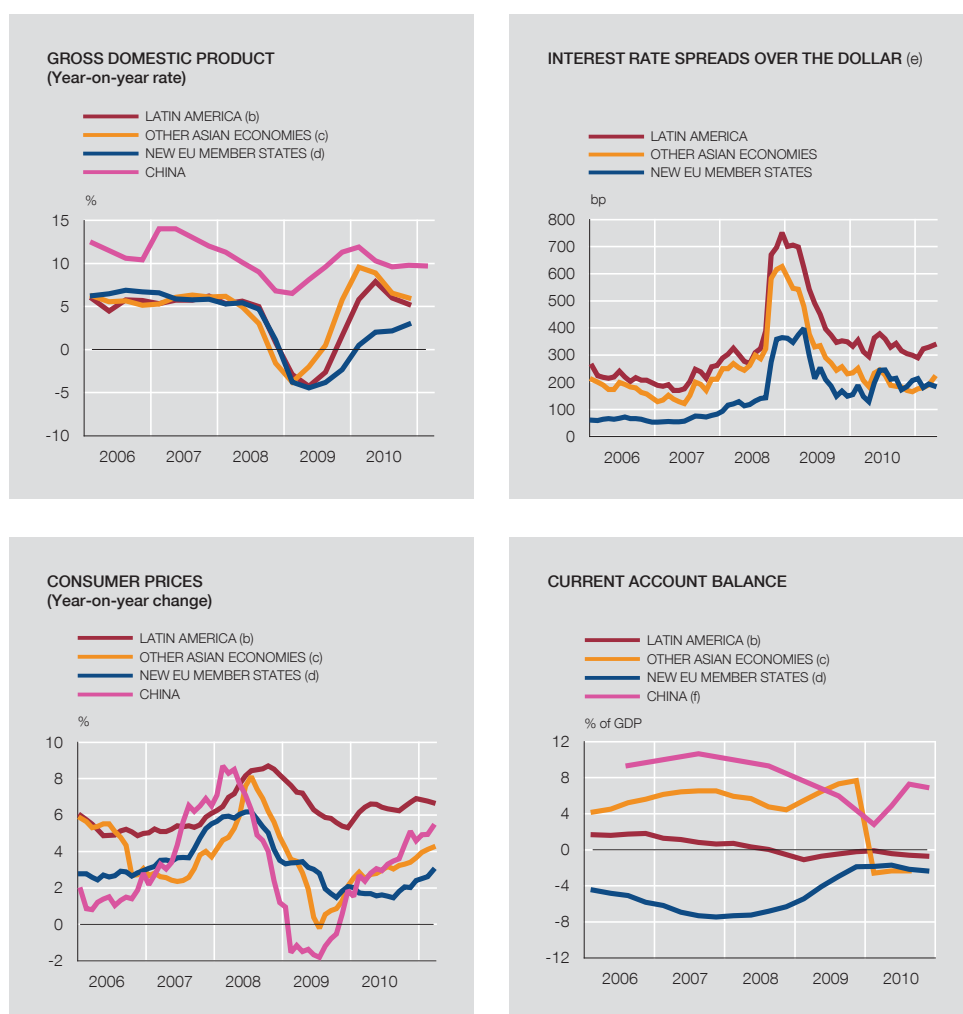 GROSS DOMESTIC PRODUCT
(Year-on-year rate)
LATIN AMERICA (b)
OTHER ASIAN ECONOMIES (c)
NEW EU MEMBER STATES (d)
CHINA
%
15
10
5
0
-5
-10
2006 2007 2008 2009 2010
INTEREST RATE SPREADS OVER THE DOLLAR (e)
LATIN AMERICA
OTHER ASIAN ECONOMIES
NEW EU MEMBER STATES
bp
800
700
600
500
400
300
200
100
0
2006 2007 2008 2009 2010
CONSUMER PRICES
(Year-on-year change)
LATIN AMERICA (b)
OTHER ASIAN ECONOMIES (c)
NEW EU MEMBER STATES (d)
CHINA
%
10
8
6
4
2
0
-2
2006 2007 2008 2009 2010
CURRENT ACCOUNT BALANCE
LATIN AMERICA (b)
OTHER ASIAN ECONOMIES (c)
NEW EU MEMBER STATES (d)
CHINA (f)
% of GDP
12
8
4
0
-4
-8
-12
2006 2007 2008 2009 2010